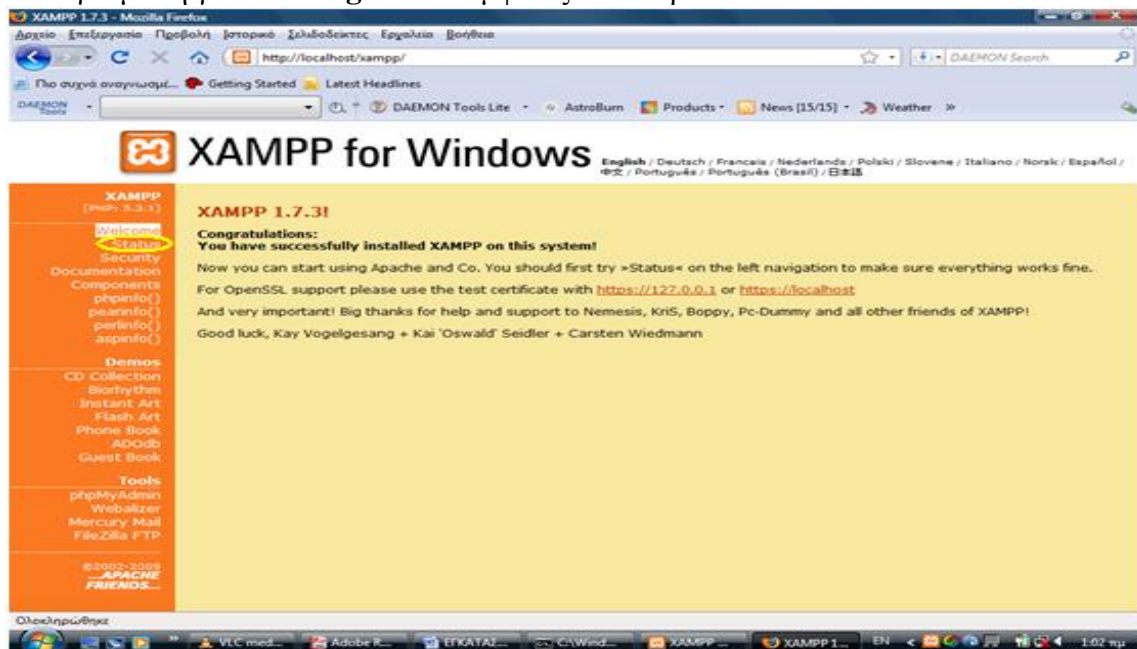 XAMPP 1.7.3 - Mozilla Firefox
Αρχείο Επεξεργασία Προβολή Ιστορικό Σελιδοδείκτες Εργαλεία Βοήθεια
http://localhost/xampp/
DAEMON Search
Πιο συχνά αναγνωσμέ... Getting Started Latest Headlines
DAEMON Tools
DAEMON Tools Lite AstroBurn Products News [15/15] Weather »
XAMPP for Windows
English / Deutsch / Francais / Nederlands / Polski / Slovene / Italiano / Norsk / Español /
中文 / Português / Português (Brasil) / 日本語
XAMPP
[PHP: 5.3.1]
Welcome
Status
Security
Documentation
Components
phpinfo()
pearinfo()
perlinfo()
aspinfo()
Demos
CD Collection
Biorhythm
Instant Art
Flash Art
Phone Book
ADOdb
Guest Book
Tools
phpMyAdmin
Webalizer
Mercury Mail
FileZilla FTP
©2002-2009
...APACHE
FRIENDS...
XAMPP 1.7.3!
Congratulations:
You have successfully installed XAMPP on this system!
Now you can start using Apache and Co. You should first try »Status« on the left navigation to make sure everything works fine.
For OpenSSL support please use the test certificate with https://127.0.0.1 or https://localhost
And very important! Big thanks for help and support to Nemesis, KriS, Boppy, Pc-Dummy and all other friends of XAMPP!
Good luck, Kay Vogelgesang + Kai 'Oswald' Seidler + Carsten Wiedmann
Ολοκληρώθηκε
VLC med... Adobe R... ΕΓΚΑΤΑΣ... C:\Wind... XAMPP ... XAMPP 1... EN 1:02 πμ